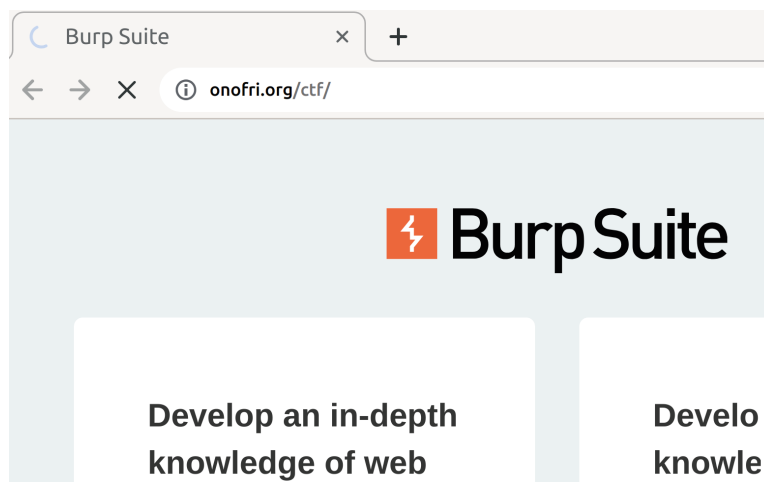 Burp Suite
onofri.org/ctf/
Burp Suite
Develop an in-depth
knowledge of web
Develo
knowle